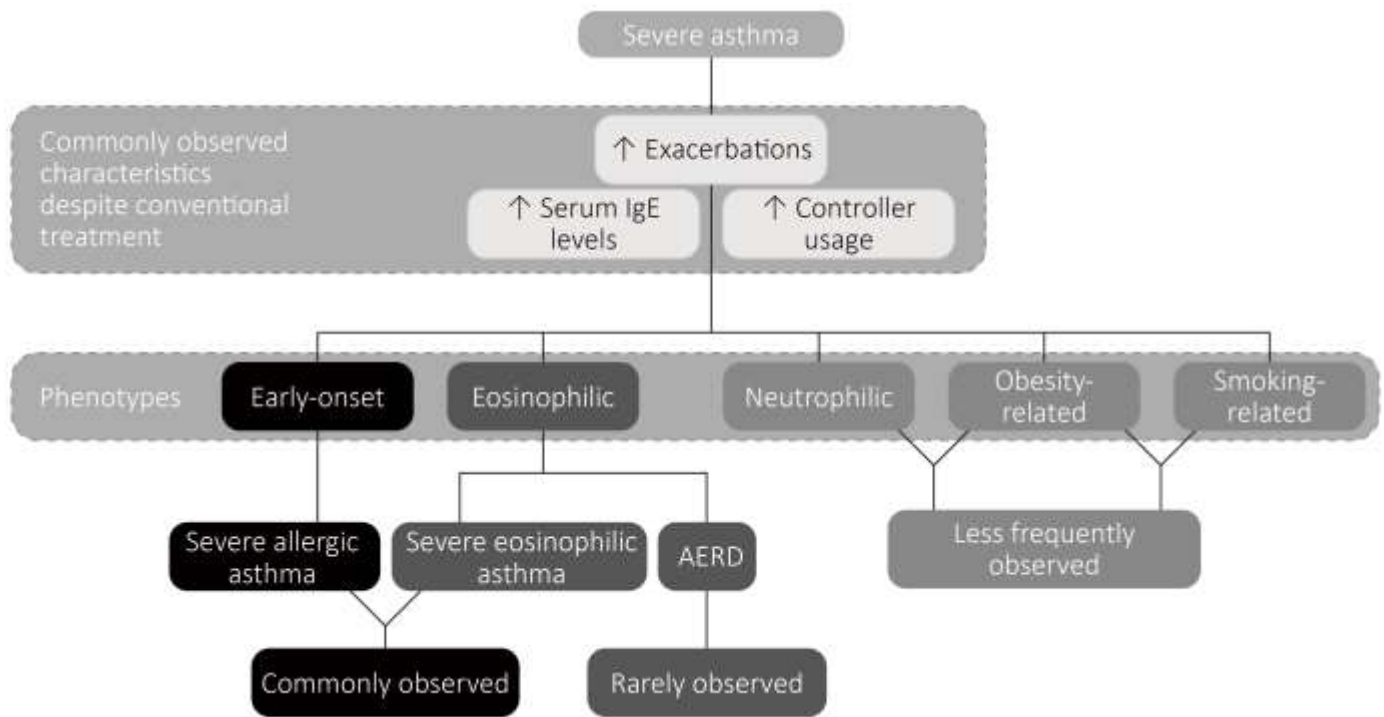 Severe asthma
Commonly observed
characteristics
despite conventional
treatment
↑ Exacerbations
↑ Serum IgE
levels
↑ Controller
usage
Phenotypes
Early-onset
Eosinophilic
Neutrophilic
Obesity-
related
Smoking-
related
Severe allergic
asthma
Severe eosinophilic
asthma
AERD
Less frequently
observed
Commonly observed
Rarely observed